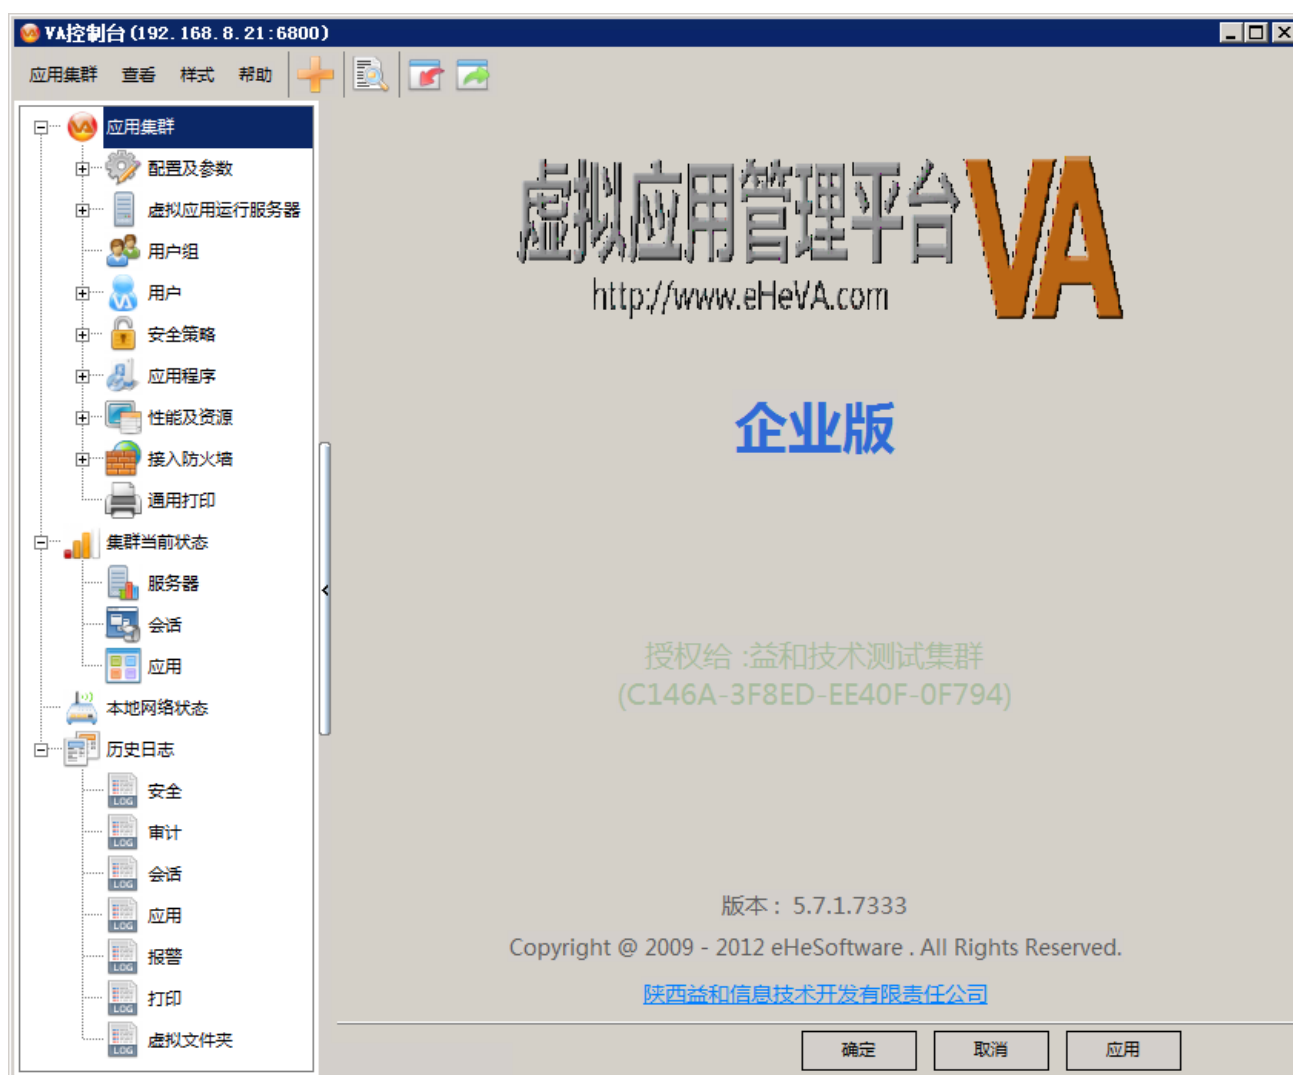 VA控制台(192.168.8.21:6800)
应用集群 查看 样式 帮助
应用集群
配置及参数
虚拟应用运行服务器
用户组
用户
安全策略
应用程序
性能及资源
接入防火墙
通用打印
集群当前状态
服务器
会话
应用
本地网络状态
历史日志
LOG 安全
LOG 审计
LOG 会话
LOG 应用
LOG 报警
LOG 打印
LOG 虚拟文件夹
虚拟应用管理平台 VA
http://www.eHeVA.com
企业版
授权给 :益和技术测试集群
(C146A-3F8ED-EE40F-0F794)
版本 : 5.7.1.7333
Copyright @ 2009 - 2012 eHeSoftware . All Rights Reserved.
陕西益和信息技术开发有限责任公司
确定 取消 应用